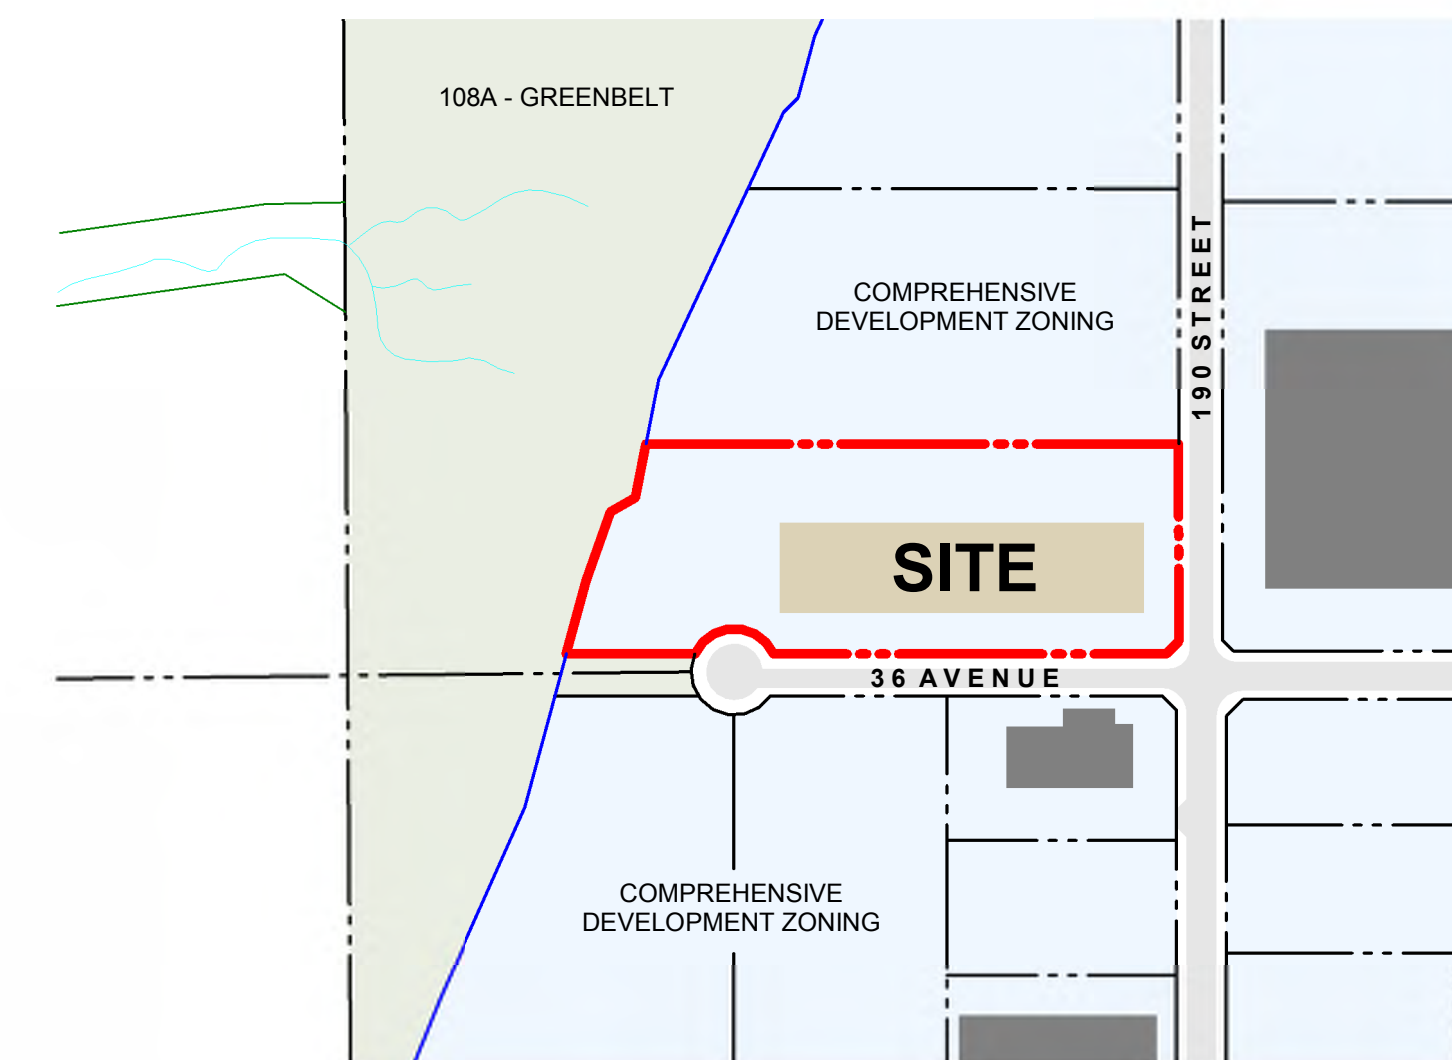 108A - GREENBELT
COMPREHENSIVE
DEVELOPMENT ZONING
190 STREET
SITE
36 AVENUE
COMPREHENSIVE
DEVELOPMENT ZONING